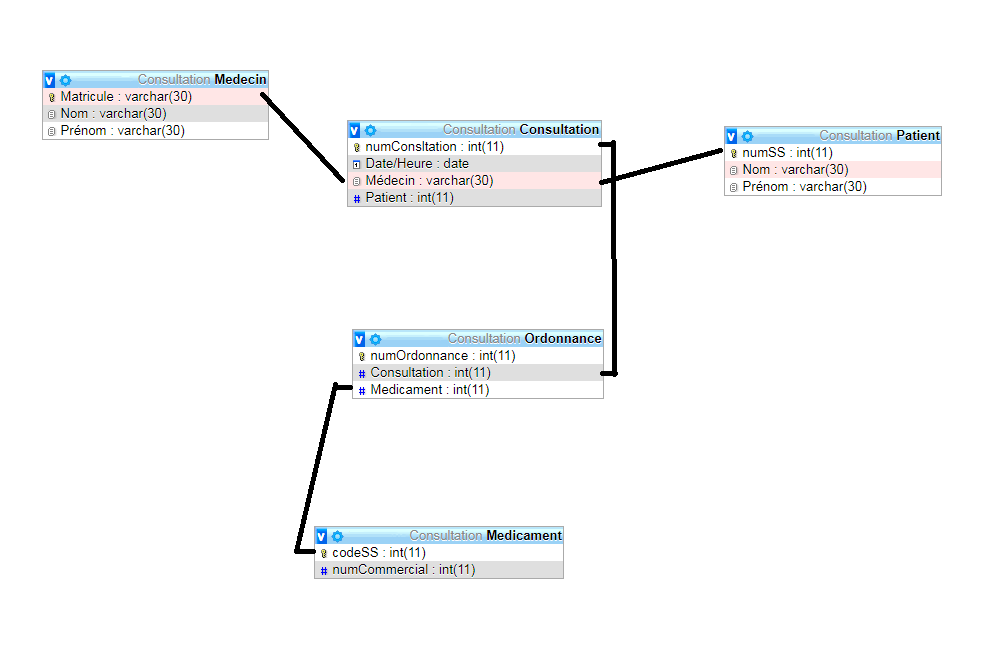 Consultation Medecin
Matricule : varchar(30)
Nom : varchar(30)
Prénom : varchar(30)
Consultation Consultation
numConsltation : int(11)
Date/Heure : date
Médecin : varchar(30)
Patient : int(11)
Consultation Patient
numSS : int(11)
Nom : varchar(30)
Prénom : varchar(30)
Consultation Ordonnance
numOrdonnance : int(11)
Consultation : int(11)
Medicament : int(11)
Consultation Medicament
codeSS : int(11)
numCommercial : int(11)